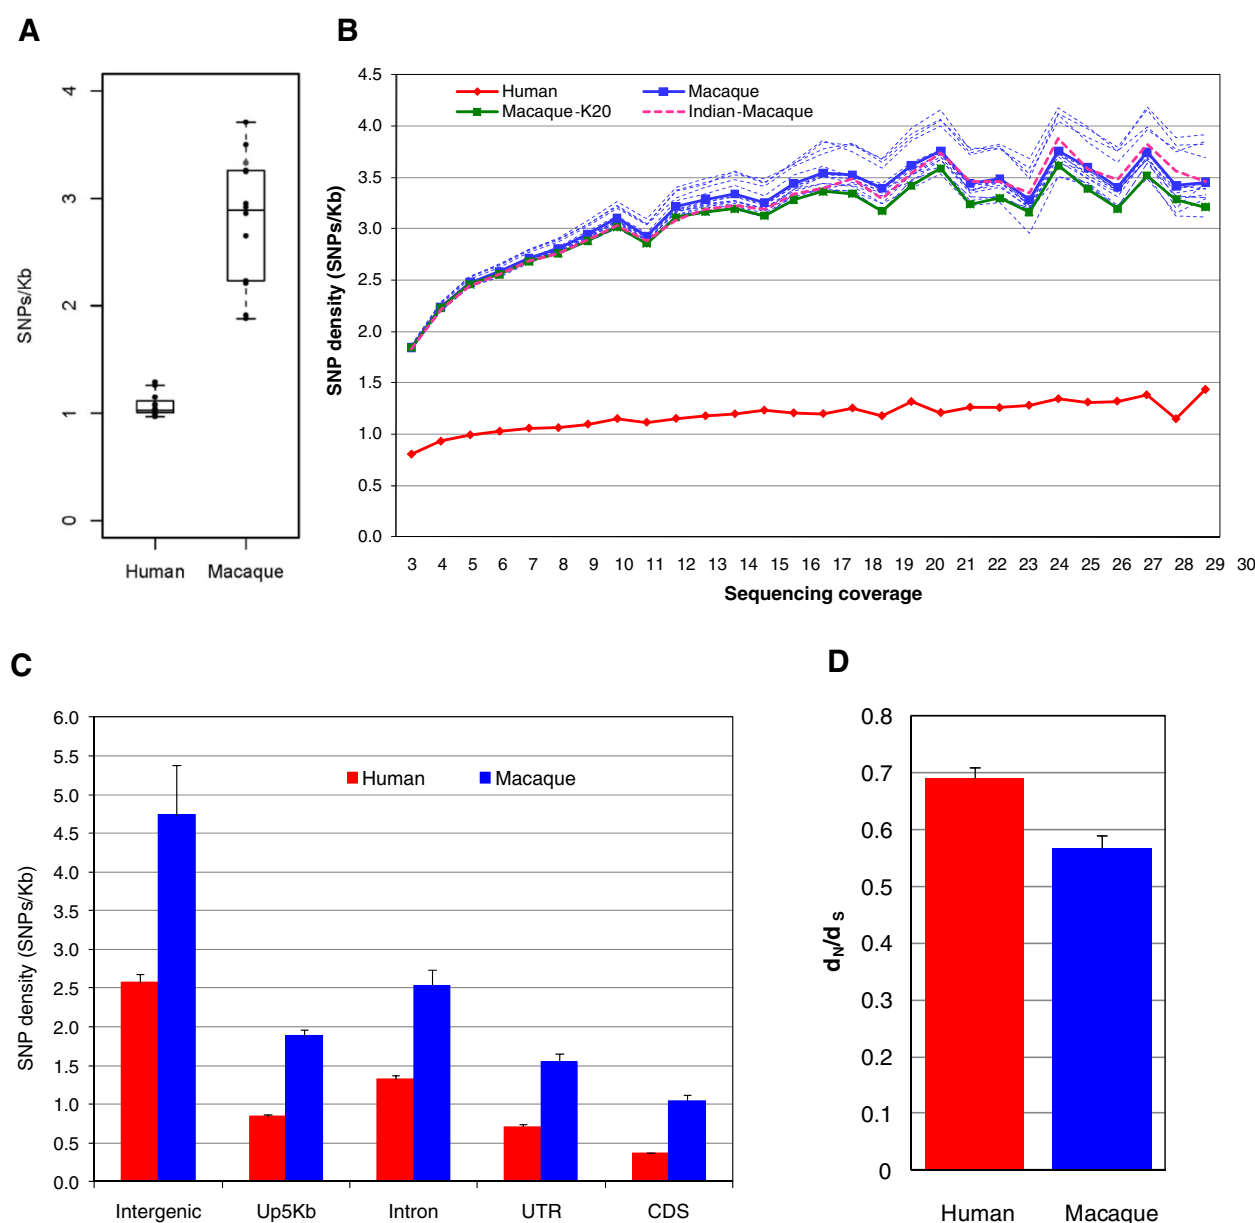 A
B
4
3
2
1
0
SNPs/Kb
Human Macaque
4.5
4.0
3.5
3.0
2.5
2.0
1.5
1.0
0.5
0.0
SNP density (SNPs/Kb)
Human Macaque
Macaque-K20 Indian-Macaque
3 4 5 6 7 8 9 10 11 12 13 14 15 16 17 18 19 20 21 22 23 24 25 26 27 28 29 30
Sequencing coverage
C
D
6.0
5.5
5.0
4.5
4.0
3.5
3.0
2.5
2.0
1.5
1.0
0.5
0.0
SNP density (SNPs/Kb)
Human Macaque
Intergenic Up5Kb Intron UTR CDS
0.8
0.7
0.6
0.5
0.4
0.3
0.2
0.1
0
dN/d S
Human Macaque